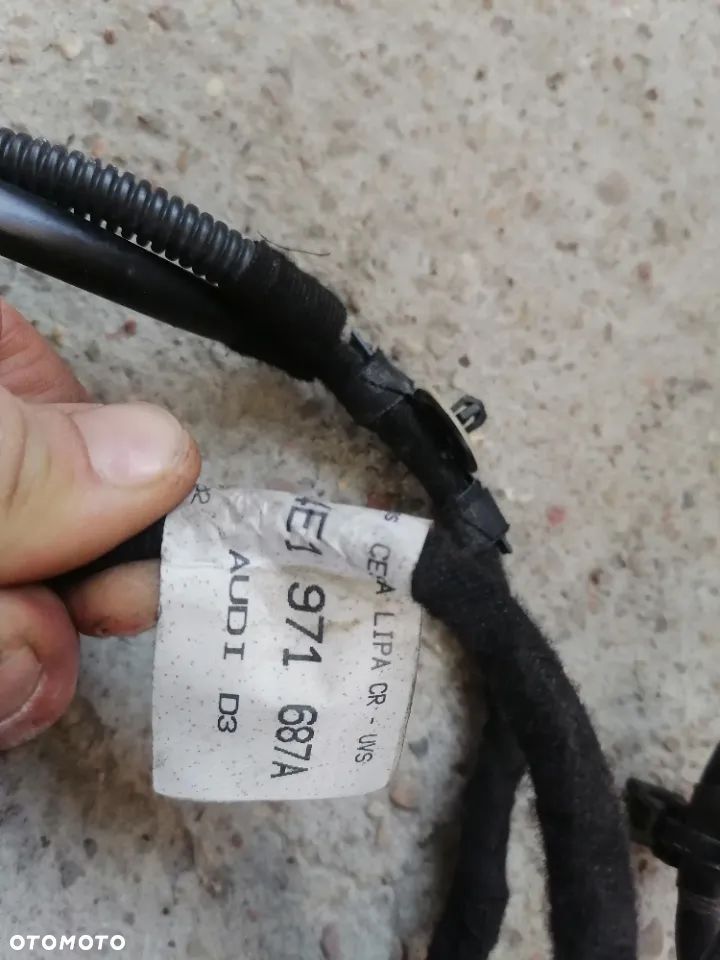 CEA LIPA CR - UVS
4E1 971 687A
AUDI D3
OTOMOTO